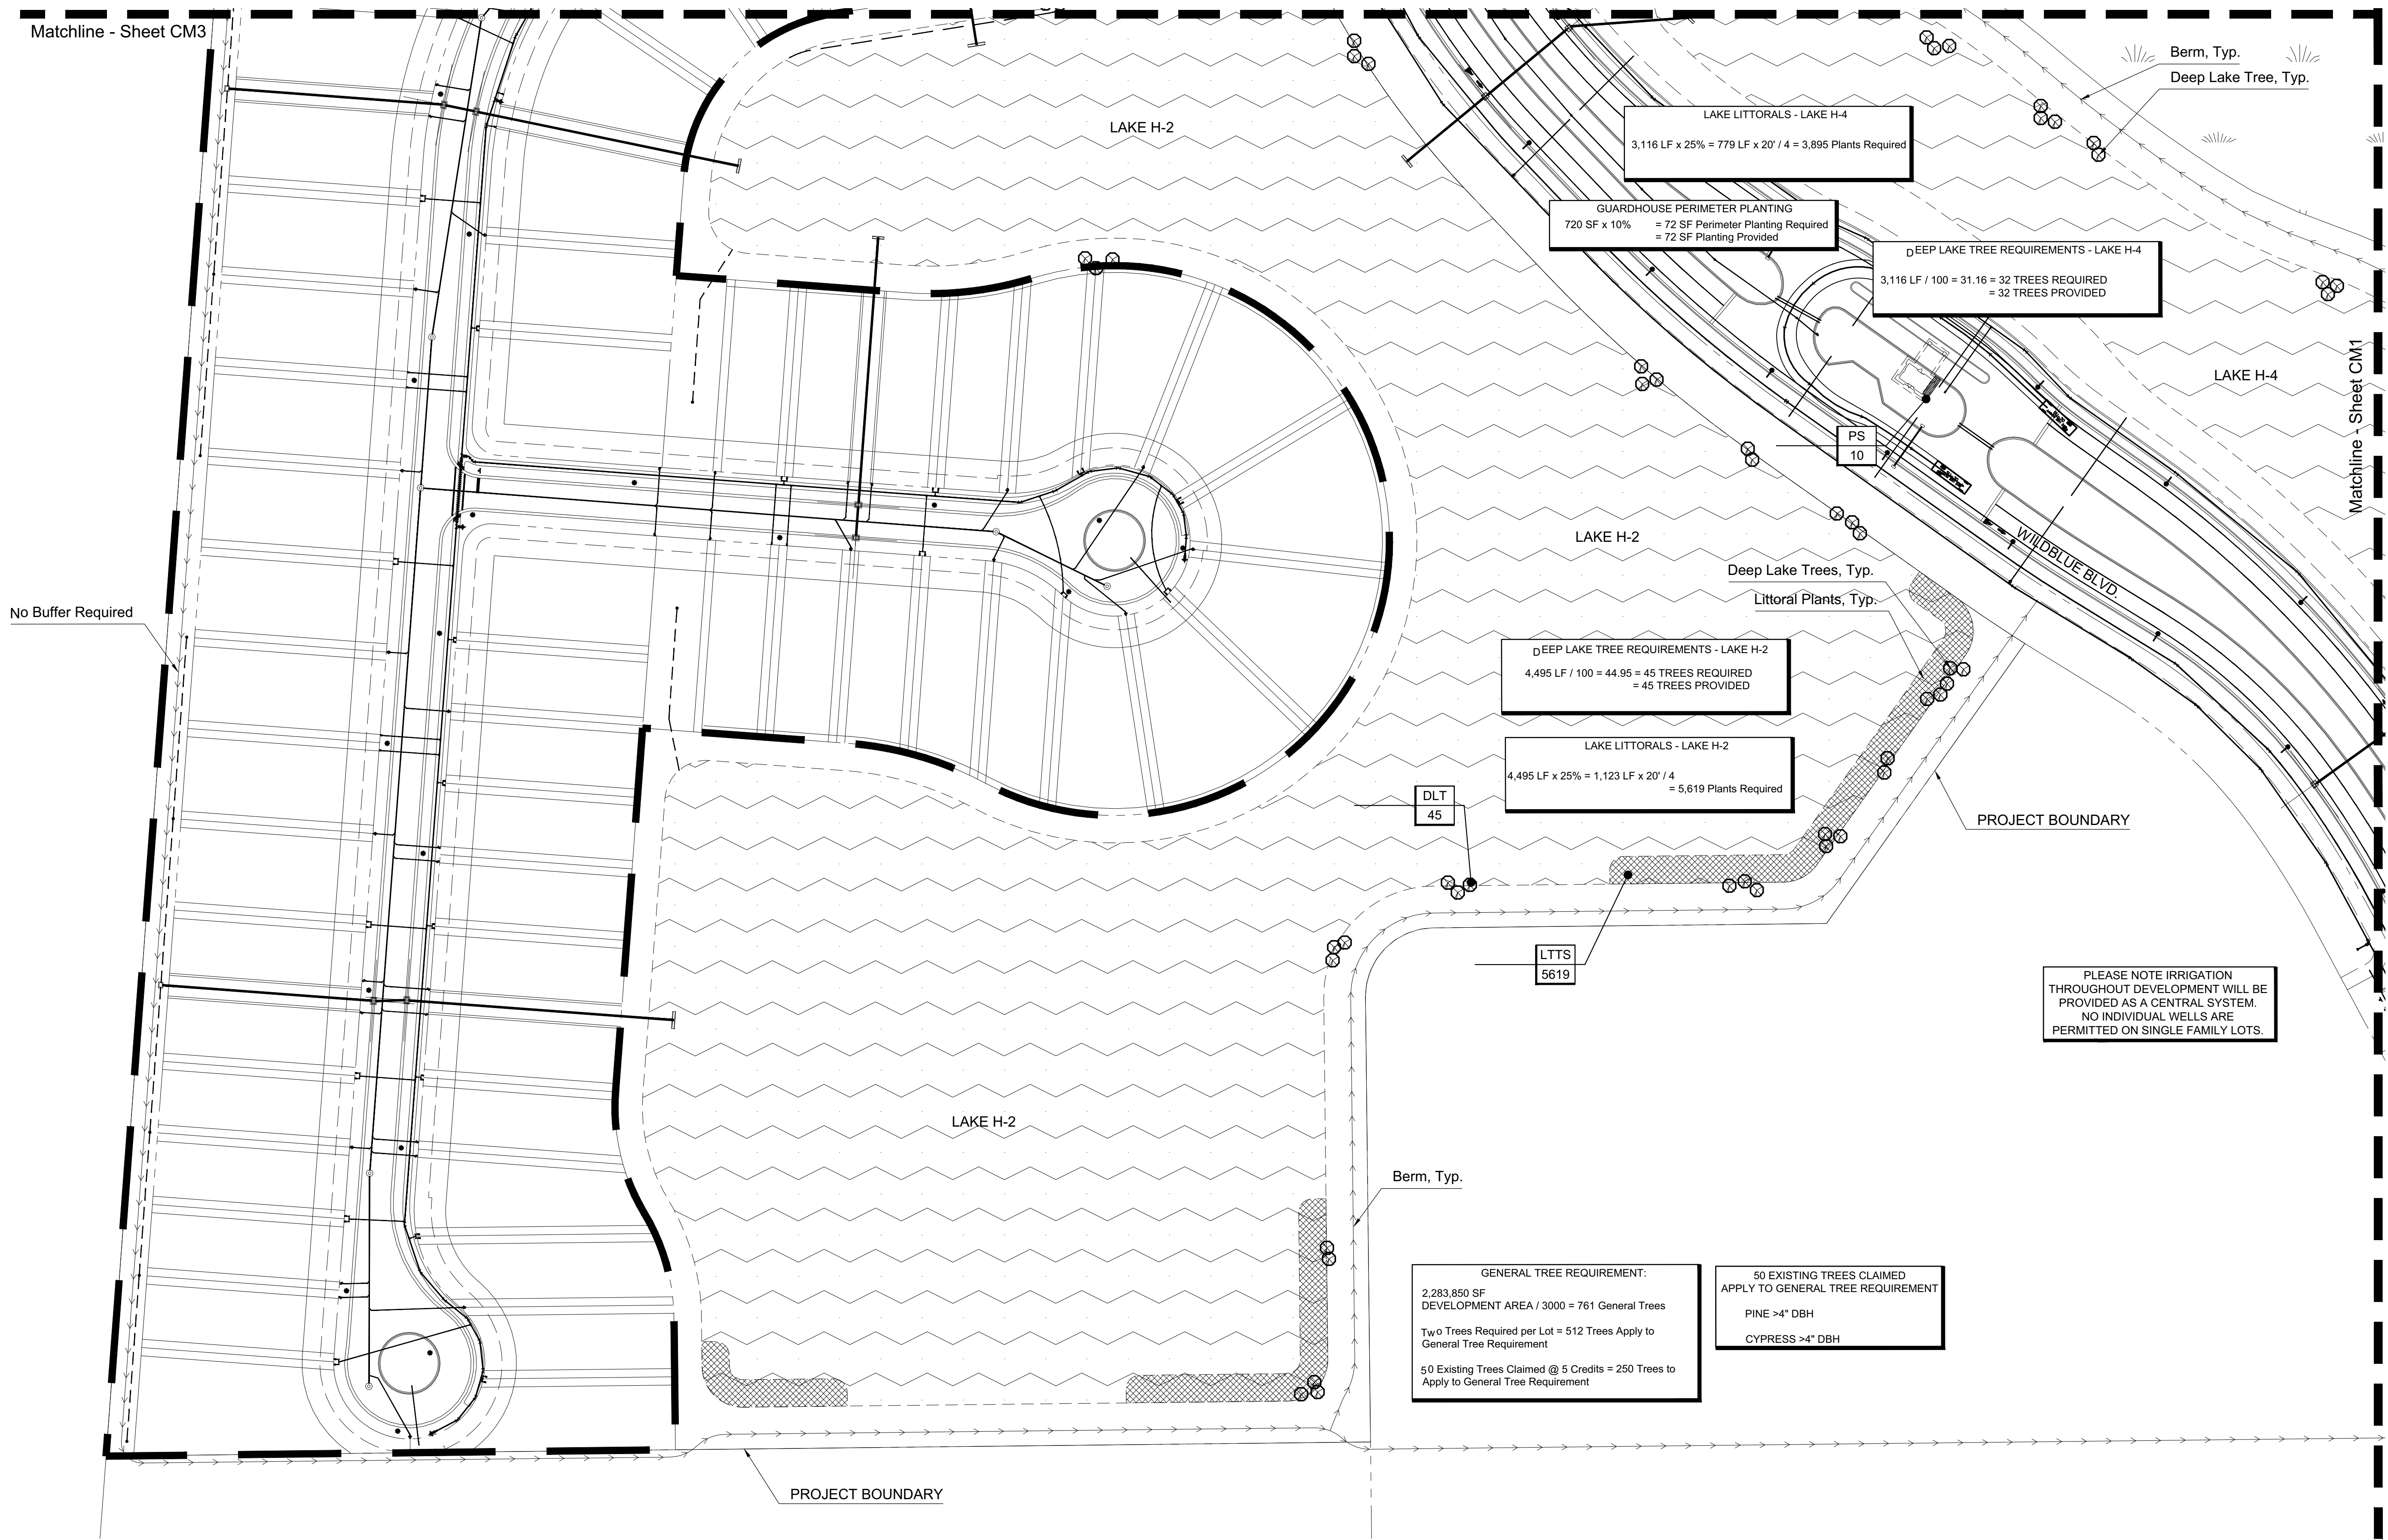 Matchline - Sheet CM3
Berm, Typ.
Deep Lake Tree, Typ.
LAKE H-2
LAKE LITTORALS - LAKE H-4
3,116 LF x 25% = 779 LF x 20' / 4 = 3,895 Plants Required
GUARDHOUSE PERIMETER PLANTING
720 SF x 10% = 72 SF Perimeter Planting Required
= 72 SF Planting Provided
DEEP LAKE TREE REQUIREMENTS - LAKE H-4
3,116 LF / 100 = 31.16 = 32 TREES REQUIRED
= 32 TREES PROVIDED
LAKE H-4
Matchline - Sheet CM1
PS
10
WILDBLUE BLVD.
LAKE H-2
Deep Lake Trees, Typ.
Littoral Plants, Typ.
No Buffer Required
DEEP LAKE TREE REQUIREMENTS - LAKE H-2
4,495 LF / 100 = 44.95 = 45 TREES REQUIRED
= 45 TREES PROVIDED
LAKE LITTORALS - LAKE H-2
4,495 LF x 25% = 1,123 LF x 20' / 4
= 5,619 Plants Required
DLT
45
PROJECT BOUNDARY
LTTS
5619
PLEASE NOTE IRRIGATION
THROUGHOUT DEVELOPMENT WILL BE
PROVIDED AS A CENTRAL SYSTEM.
NO INDIVIDUAL WELLS ARE
PERMITTED ON SINGLE FAMILY LOTS.
LAKE H-2
Berm, Typ.
GENERAL TREE REQUIREMENT:
2,283,850 SF
DEVELOPMENT AREA / 3000 = 761 General Trees
Two Trees Required per Lot = 512 Trees Apply to
General Tree Requirement
50 Existing Trees Claimed @ 5 Credits = 250 Trees to
Apply to General Tree Requirement
50 EXISTING TREES CLAIMED
APPLY TO GENERAL TREE REQUIREMENT
PINE >4" DBH
CYPRESS >4" DBH
PROJECT BOUNDARY